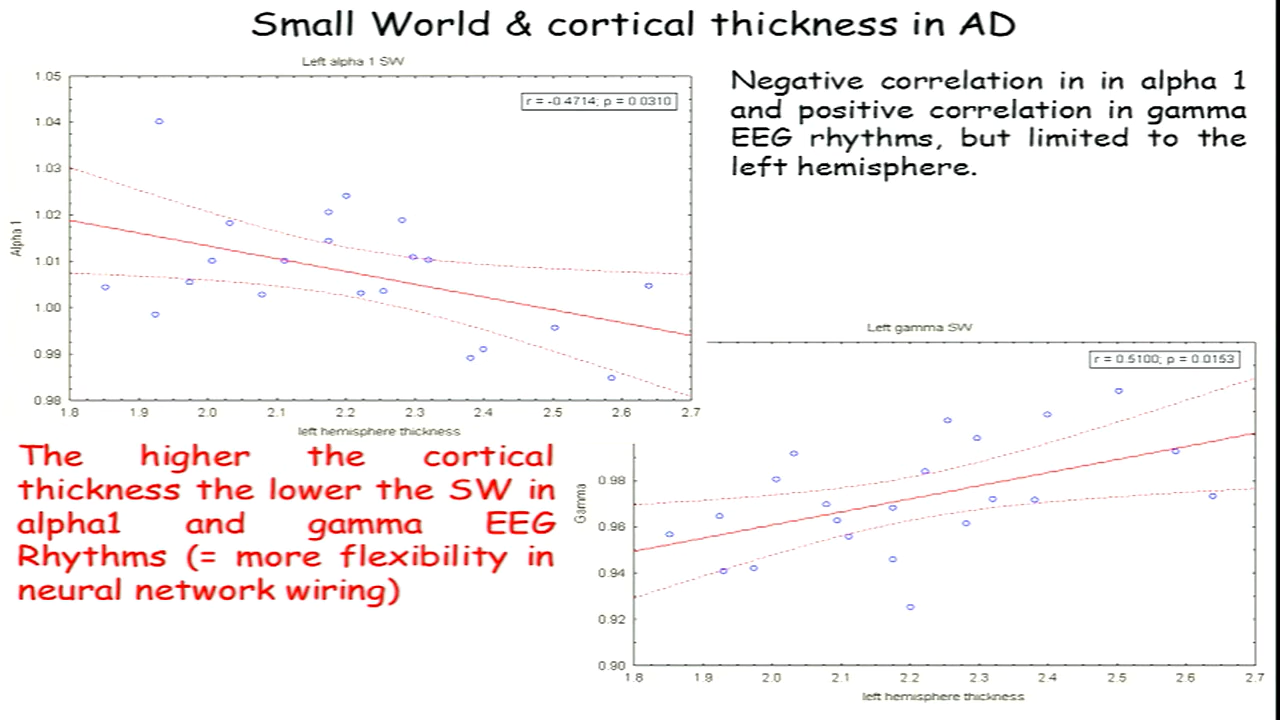 Small World & cortical thickness in AD
Left alpha 1 SW
r = -0.4714; p = 0.0310
1.05
1.04
1.03
1.02
1.01
1.00
0.99
0.98
Alpha 1
1.8 1.9 2.0 2.1 2.2 2.3 2.4 2.5 2.6 2.7
left hemisphere thickness
Negative correlation in in alpha 1
and positive correlation in gamma
EEG rhythms, but limited to the
left hemisphere.
The higher the cortical
thickness the lower the SW in
alpha1 and gamma EEG
Rhythms (= more flexibility in
neural network wiring)
Left gamma SW
r = 0.5100; p = 0.0153
0.98
0.96
0.94
0.92
0.90
Gamma
1.8 1.9 2.0 2.1 2.2 2.3 2.4 2.5 2.6 2.7
left hemisphere thickness